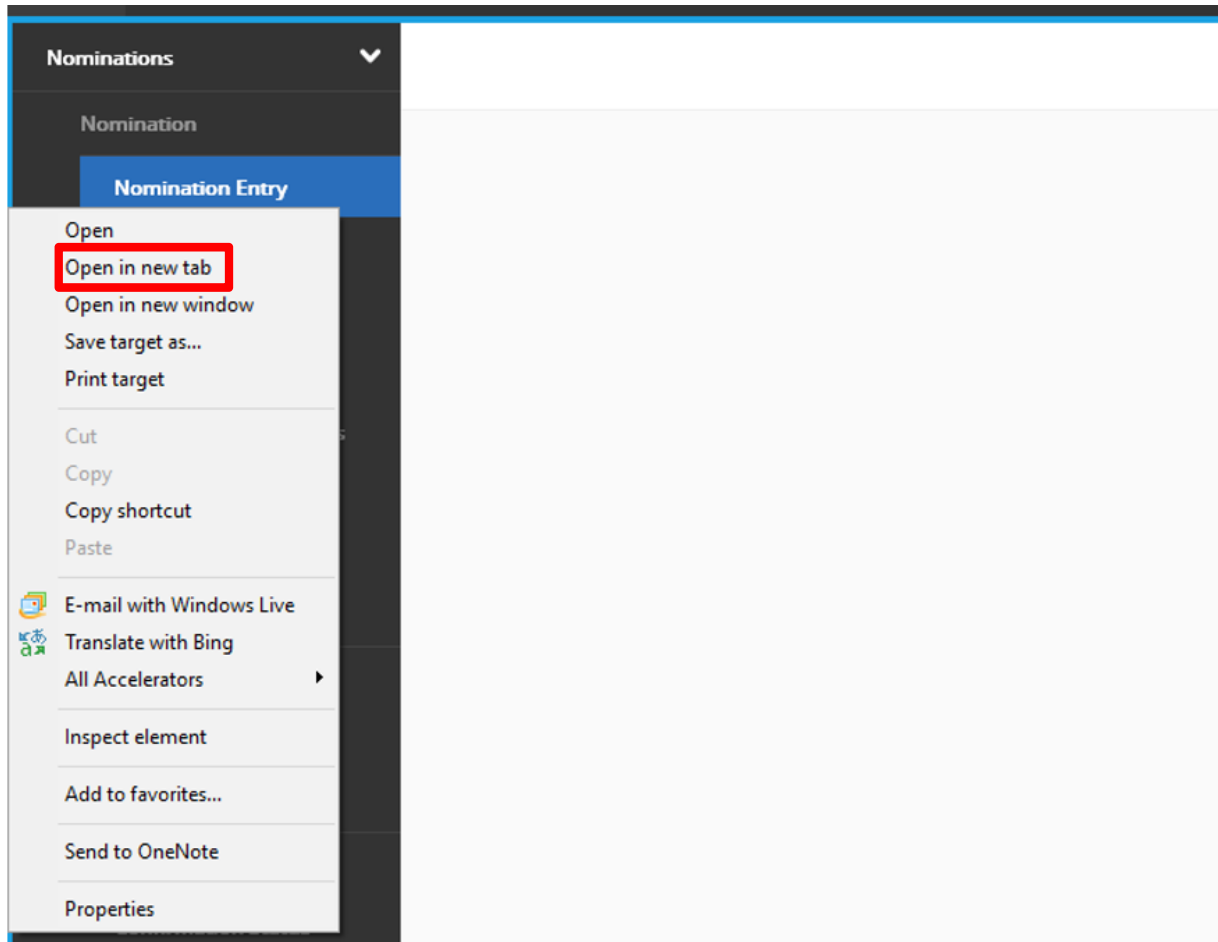 Nominations
Nomination
Nomination Entry
Open
Open in new tab
Open in new window
Save target as...
Print target
Cut
s
Copy
Copy shortcut
Paste
E-mail with Windows Live
Translate with Bing
All Accelerators
Inspect element
Add to favorites...
Send to OneNote
Properties